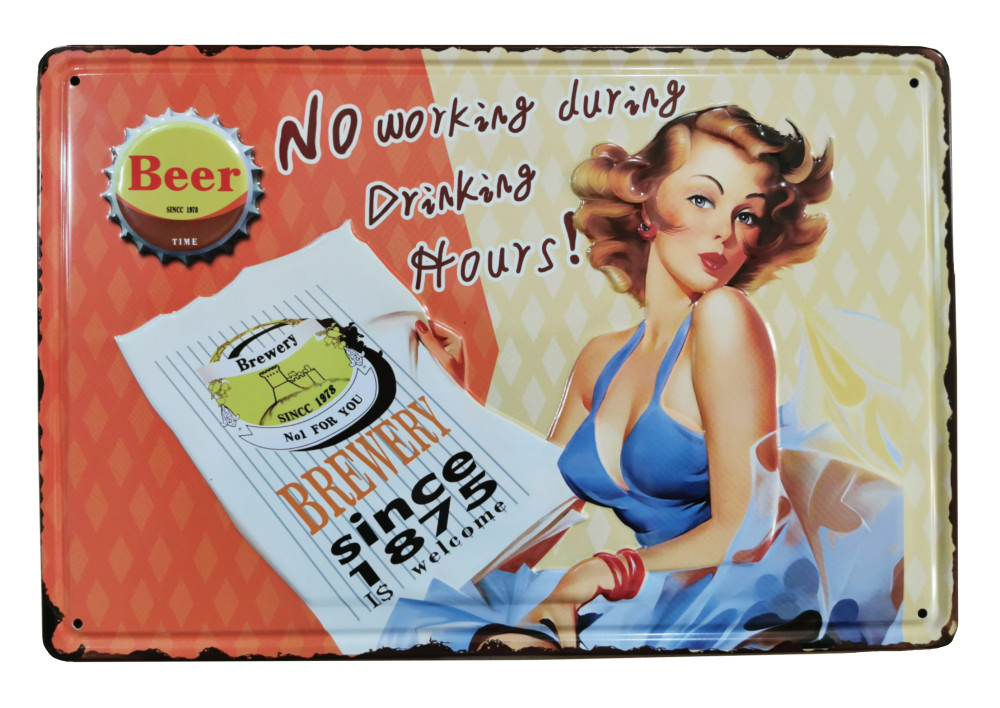 No working during
Drinking
Hours!
Beer
SINCC 1978
TIME
Brewery
SINCC 1978
No1 FOR YOU
BREWERY
since
1875
IS welcome